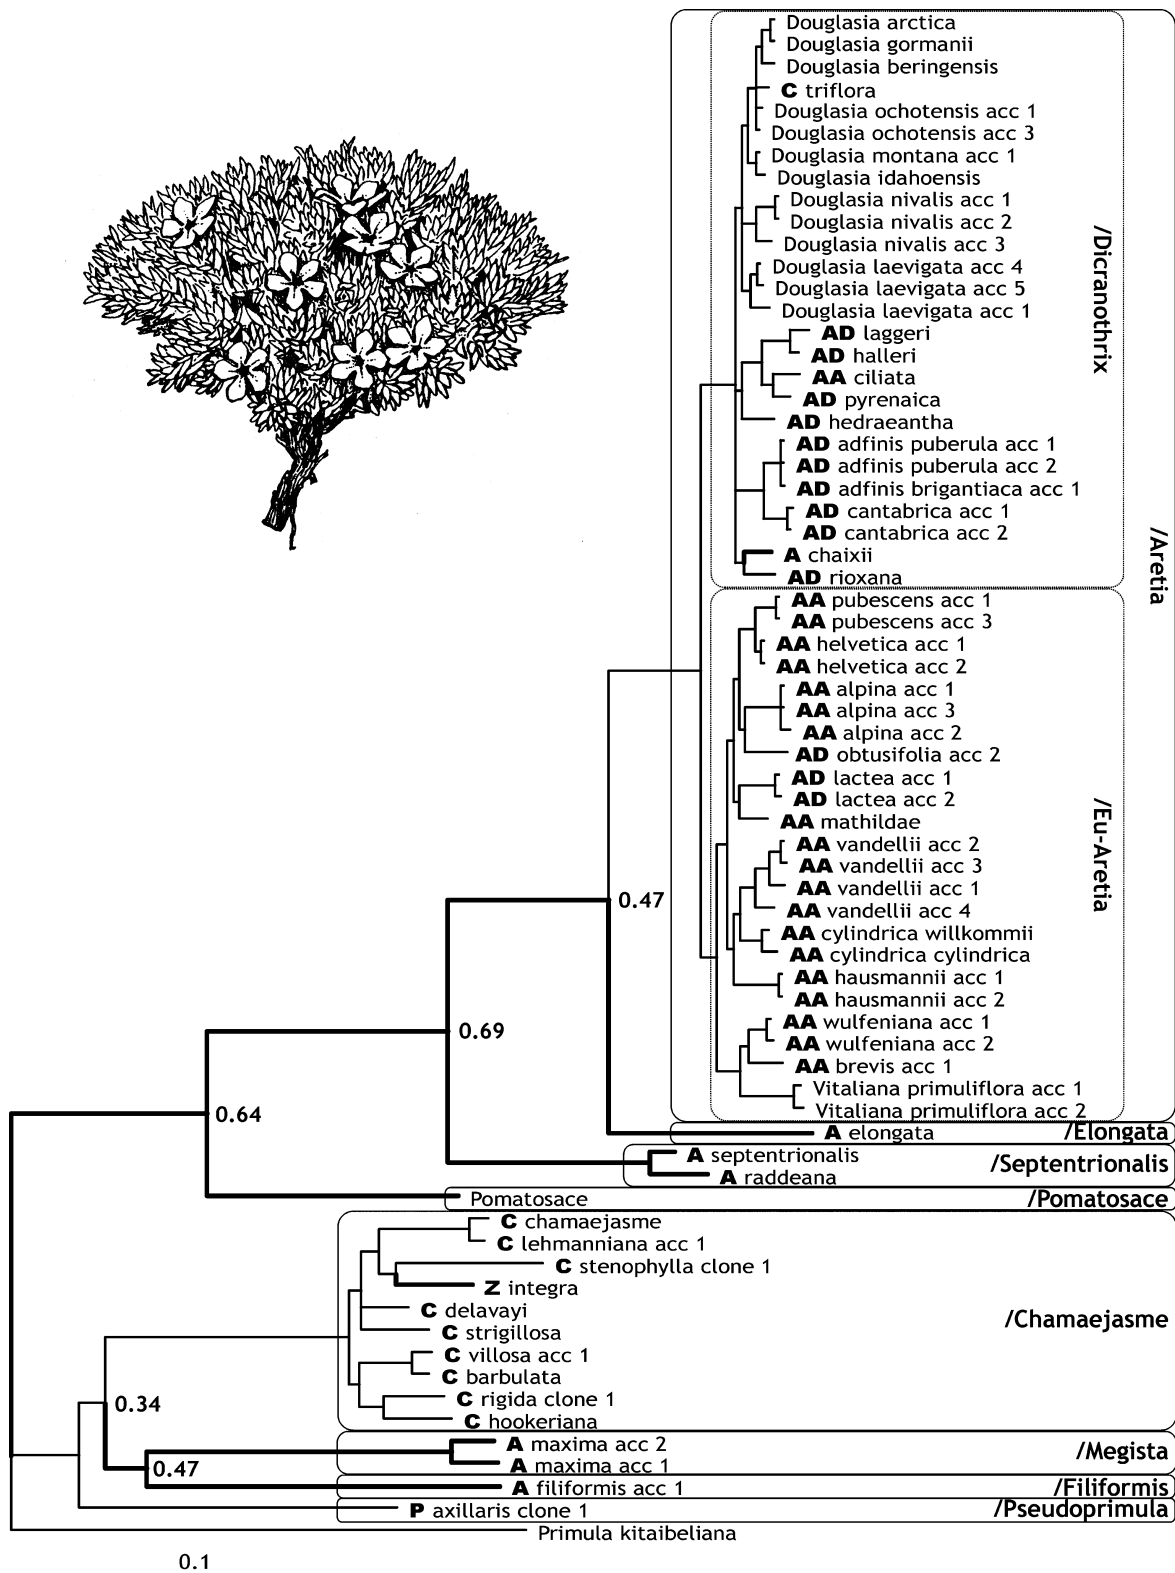 Douglasia arctica
Douglasia gormanii
Douglasia beringensis
C triflora
Douglasia ochotensis acc 1
Douglasia ochotensis acc 3
Douglasia montana acc 1
Douglasia idahoensis
Douglasia nivalis acc 1
Douglasia nivalis acc 2
Douglasia nivalis acc 3
Douglasia laevigata acc 4
Douglasia laevigata acc 5
Douglasia laevigata acc 1
AD laggeri
AD halleri
AA ciliata
AD pyrenaica
AD hedraeantha
AD adfinis puberula acc 1
AD adfinis puberula acc 2
AD adfinis brigantiaca acc 1
AD cantabrica acc 1
AD cantabrica acc 2
A chaixii
AD rioxana
/Dicranothrix
/Aretia
AA pubescens acc 1
AA pubescens acc 3
AA helvetica acc 1
AA helvetica acc 2
AA alpina acc 1
AA alpina acc 3
AA alpina acc 2
AD obtusifolia acc 2
AD lactea acc 1
AD lactea acc 2
AA mathildae
AA vandellii acc 2
AA vandellii acc 3
AA vandellii acc 1
AA vandellii acc 4
AA cylindrica willkommii
AA cylindrica cylindrica
AA hausmannii acc 1
AA hausmannii acc 2
AA wulfeniana acc 1
AA wulfeniana acc 2
AA brevis acc 1
Vitaliana primuliflora acc 1
Vitaliana primuliflora acc 2
/Eu-Aretia
0.47
0.69
0.64
A elongata /Elongata
A septentrionalis
/Septentrionalis
A raddeana
Pomatosace /Pomatosace
C chamaejasme
C lehmanniana acc 1
C stenophylla clone 1
Z integra
C delavayi
/Chamaejasme
C strigillosa
C villosa acc 1
C barbulata
C rigida clone 1
C hookeriana
0.34
A maxima acc 2
/Megista
A maxima acc 1
0.47
A filiformis acc 1 /Filiformis
P axillaris clone 1 /Pseudoprimula
Primula kitaibeliana
0.1